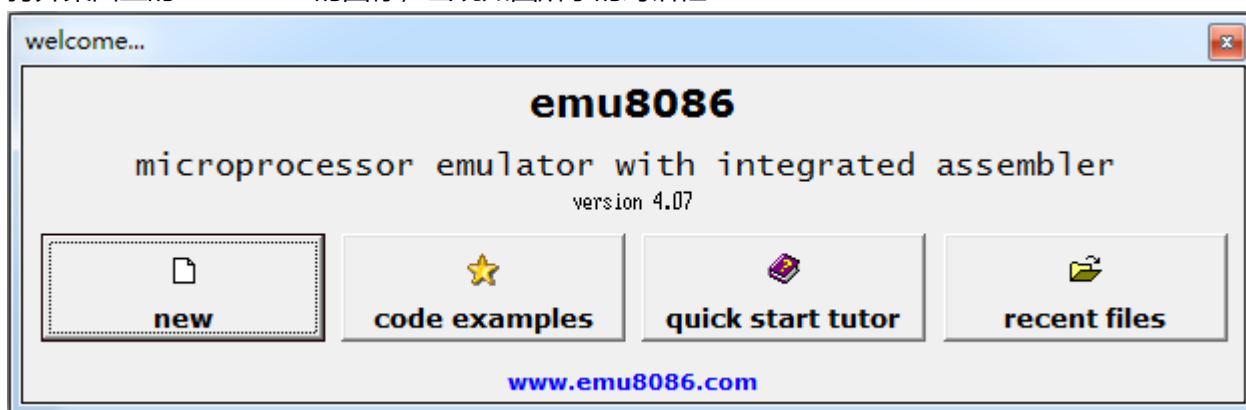 welcome...
emu8086
microprocessor emulator with integrated assembler
version 4.07
new
code examples
quick start tutor
recent files
www.emu8086.com